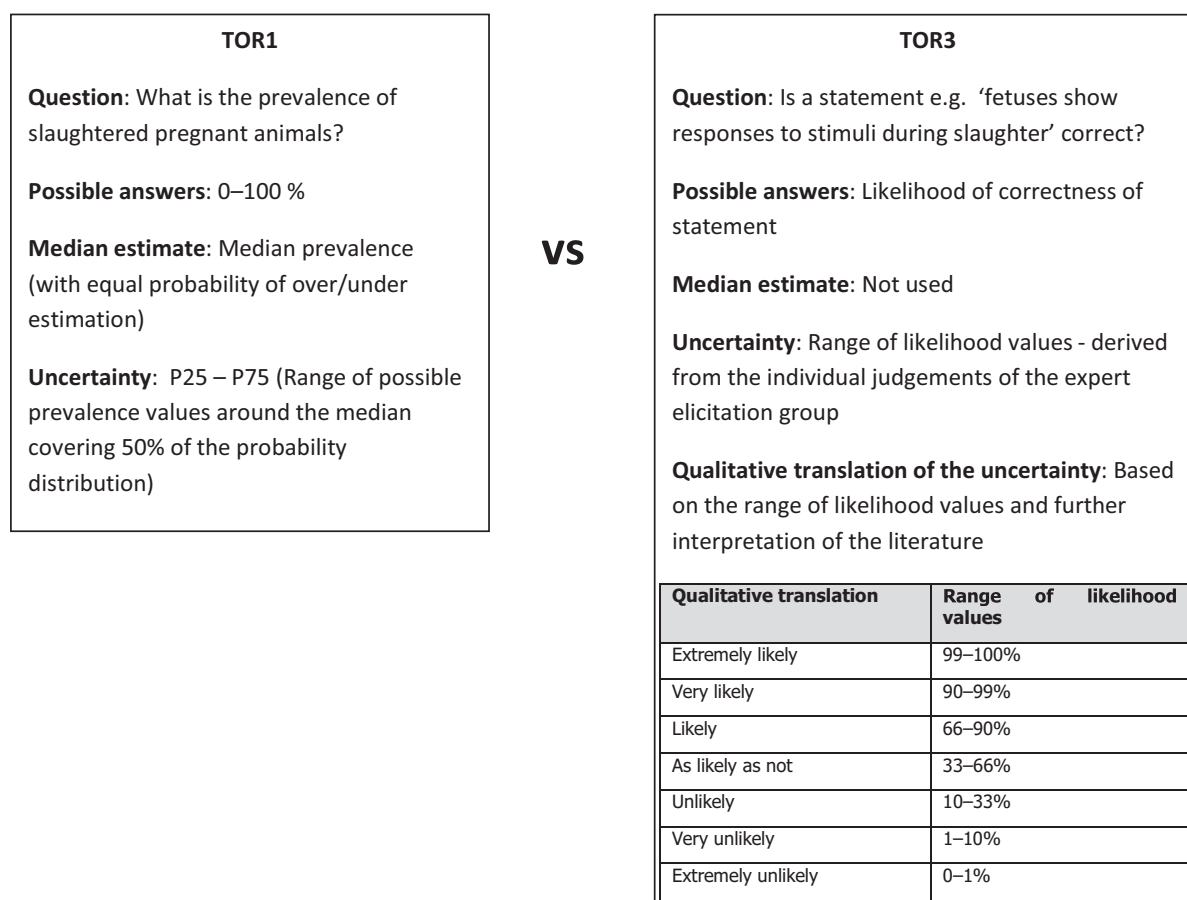 TOR1
Question: What is the prevalence of
slaughtered pregnant animals?
Possible answers: 0–100 %
Median estimate: Median prevalence
(with equal probability of over/under
estimation)
Uncertainty: P25 – P75 (Range of possible
prevalence values around the median
covering 50% of the probability
distribution)
VS
TOR3
Question: Is a statement e.g. ‘fetuses show
responses to stimuli during slaughter’ correct?
Possible answers: Likelihood of correctness of
statement
Median estimate: Not used
Uncertainty: Range of likelihood values - derived
from the individual judgements of the expert
elicitation group
Qualitative translation of the uncertainty: Based
on the range of likelihood values and further
interpretation of the literature
Qualitative translation Range of likelihood
values
Extremely likely 99–100%
Very likely 90–99%
Likely 66–90%
As likely as not 33–66%
Unlikely 10–33%
Very unlikely 1–10%
Extremely unlikely 0–1%